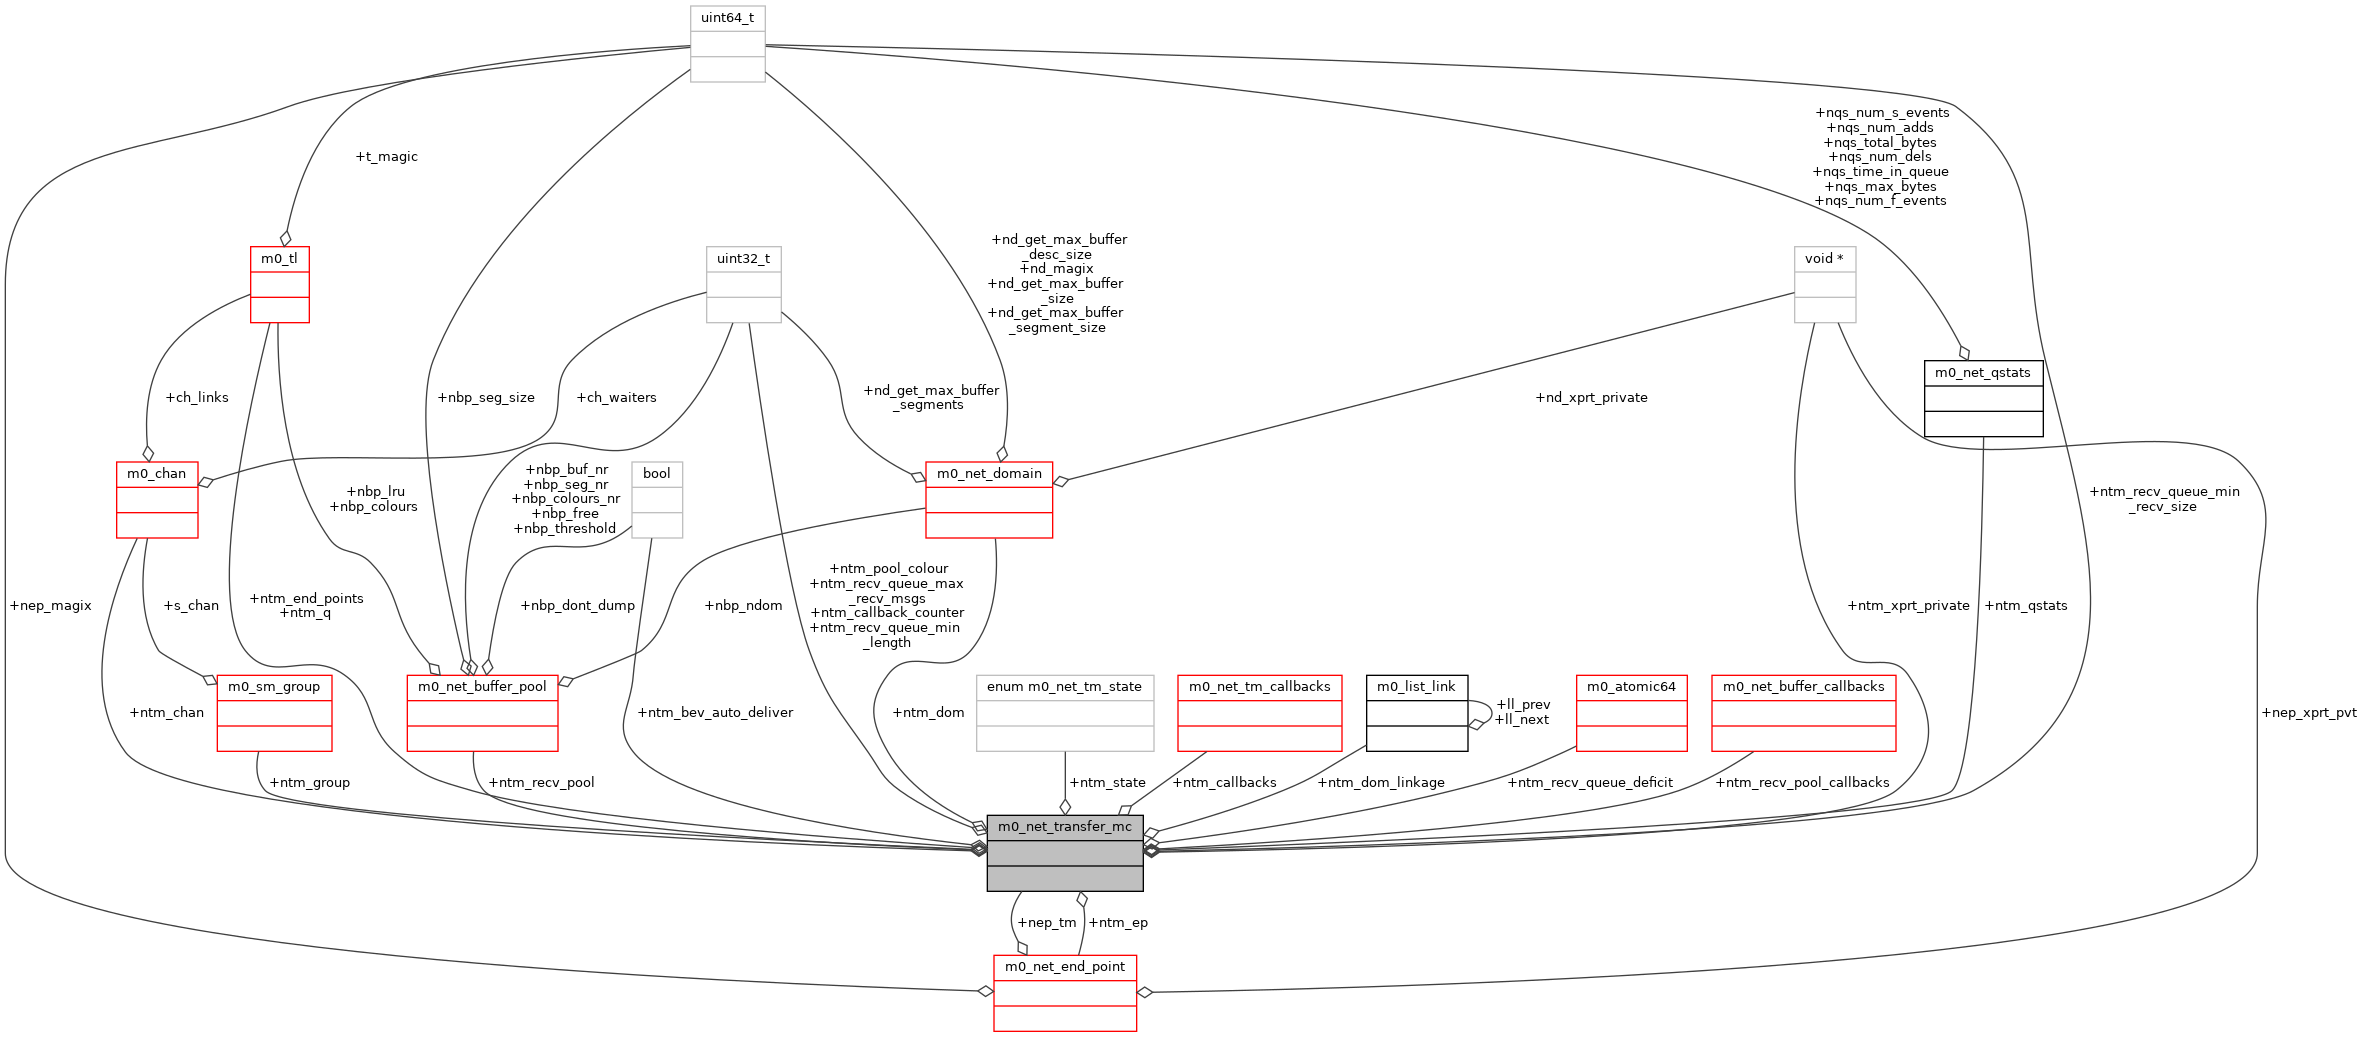 uint64_t
+nqs_num_s_events
+nqs_num_adds
+nqs_total_bytes
+nqs_num_dels
+nqs_time_in_queue
+nqs_max_bytes
+nqs_num_f_events
+t_magic
+nd_get_max_buffer
_desc_size
+nd_magix
+nd_get_max_buffer
_size
+nd_get_max_buffer
_segment_size
m0_tl
uint32_t
void *
m0_net_qstats
+ch_links
+nbp_seg_size
+ch_waiters
+nd_get_max_buffer
_segments
+nd_xprt_private
m0_chan
+nbp_lru
+nbp_colours
+nbp_buf_nr
+nbp_seg_nr
+nbp_colours_nr
+nbp_free
+nbp_threshold
bool
m0_net_domain
+ntm_recv_queue_min
_recv_size
+nep_magix
+s_chan
+ntm_end_points
+ntm_q
+nbp_dont_dump
+nbp_ndom
+ntm_pool_colour
+ntm_recv_queue_max
_recv_msgs
+ntm_callback_counter
+ntm_recv_queue_min
_length
+ntm_xprt_private
+ntm_qstats
+ntm_chan
m0_sm_group
m0_net_buffer_pool
+ntm_bev_auto_deliver
+ntm_dom
enum m0_net_tm_state
m0_net_tm_callbacks
m0_list_link
+ll_prev
+ll_next
m0_atomic64
m0_net_buffer_callbacks
+nep_xprt_pvt
+ntm_group
+ntm_recv_pool
+ntm_state
+ntm_callbacks
+ntm_dom_linkage
+ntm_recv_queue_deficit
+ntm_recv_pool_callbacks
m0_net_transfer_mc
+nep_tm
+ntm_ep
m0_net_end_point